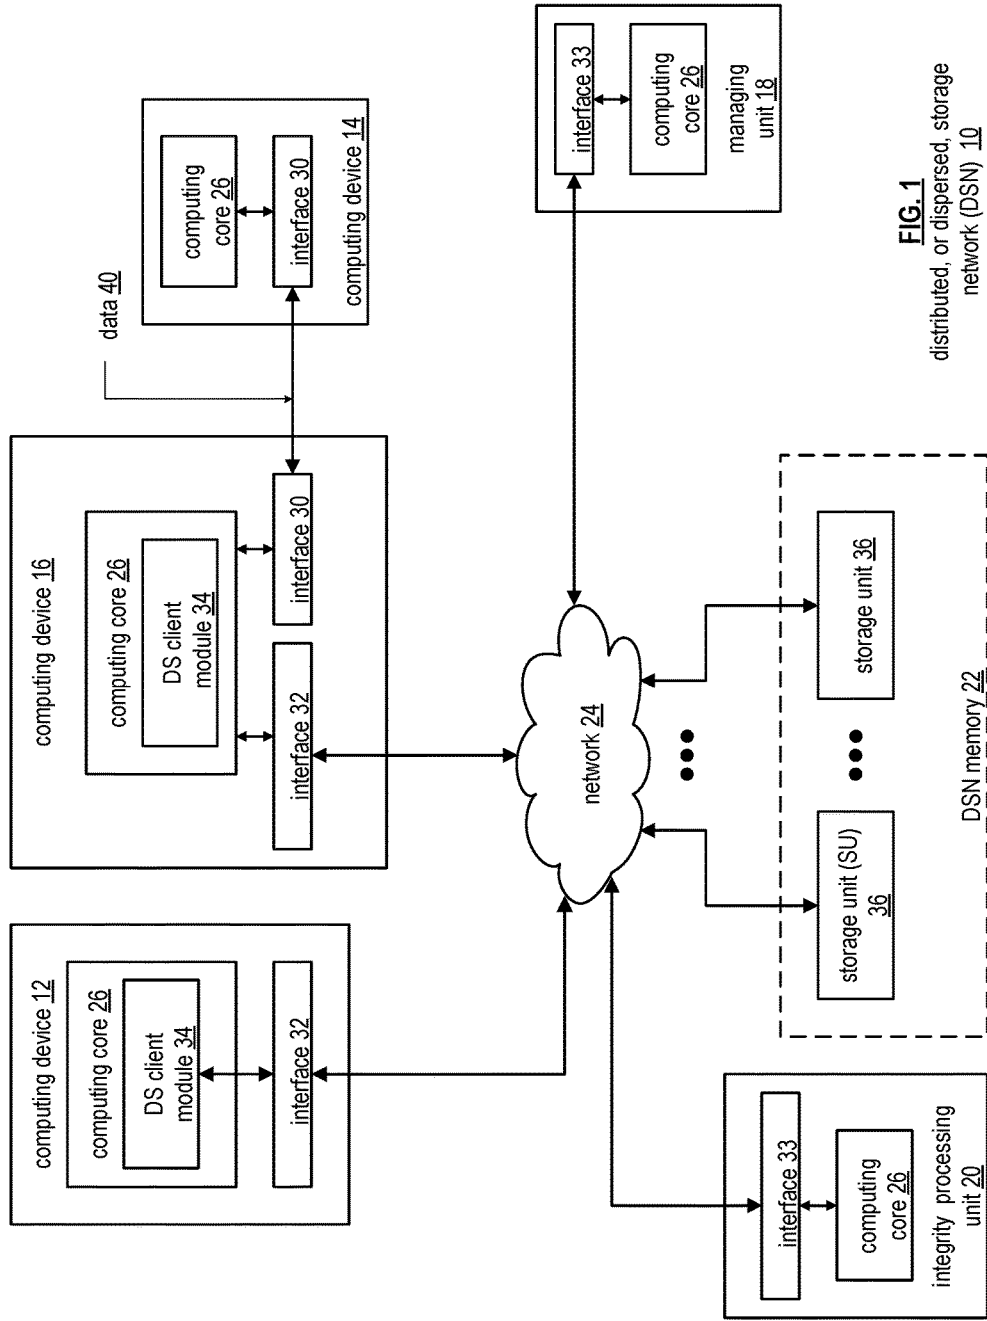 computing device 12
computing core 26
DS client
module 34
interface 32
computing device 16
computing core 26
DS client
module 34
interface 32
interface 30
data 40
computing
core 26
interface 30
computing device 14
network 24
interface 33
computing
core 26
managing
unit 18
interface 33
computing
core 26
integrity processing
unit 20
storage unit (SU)
36
storage unit 36
DSN memory 22
FIG. 1
distributed, or dispersed, storage
network (DSN) 10